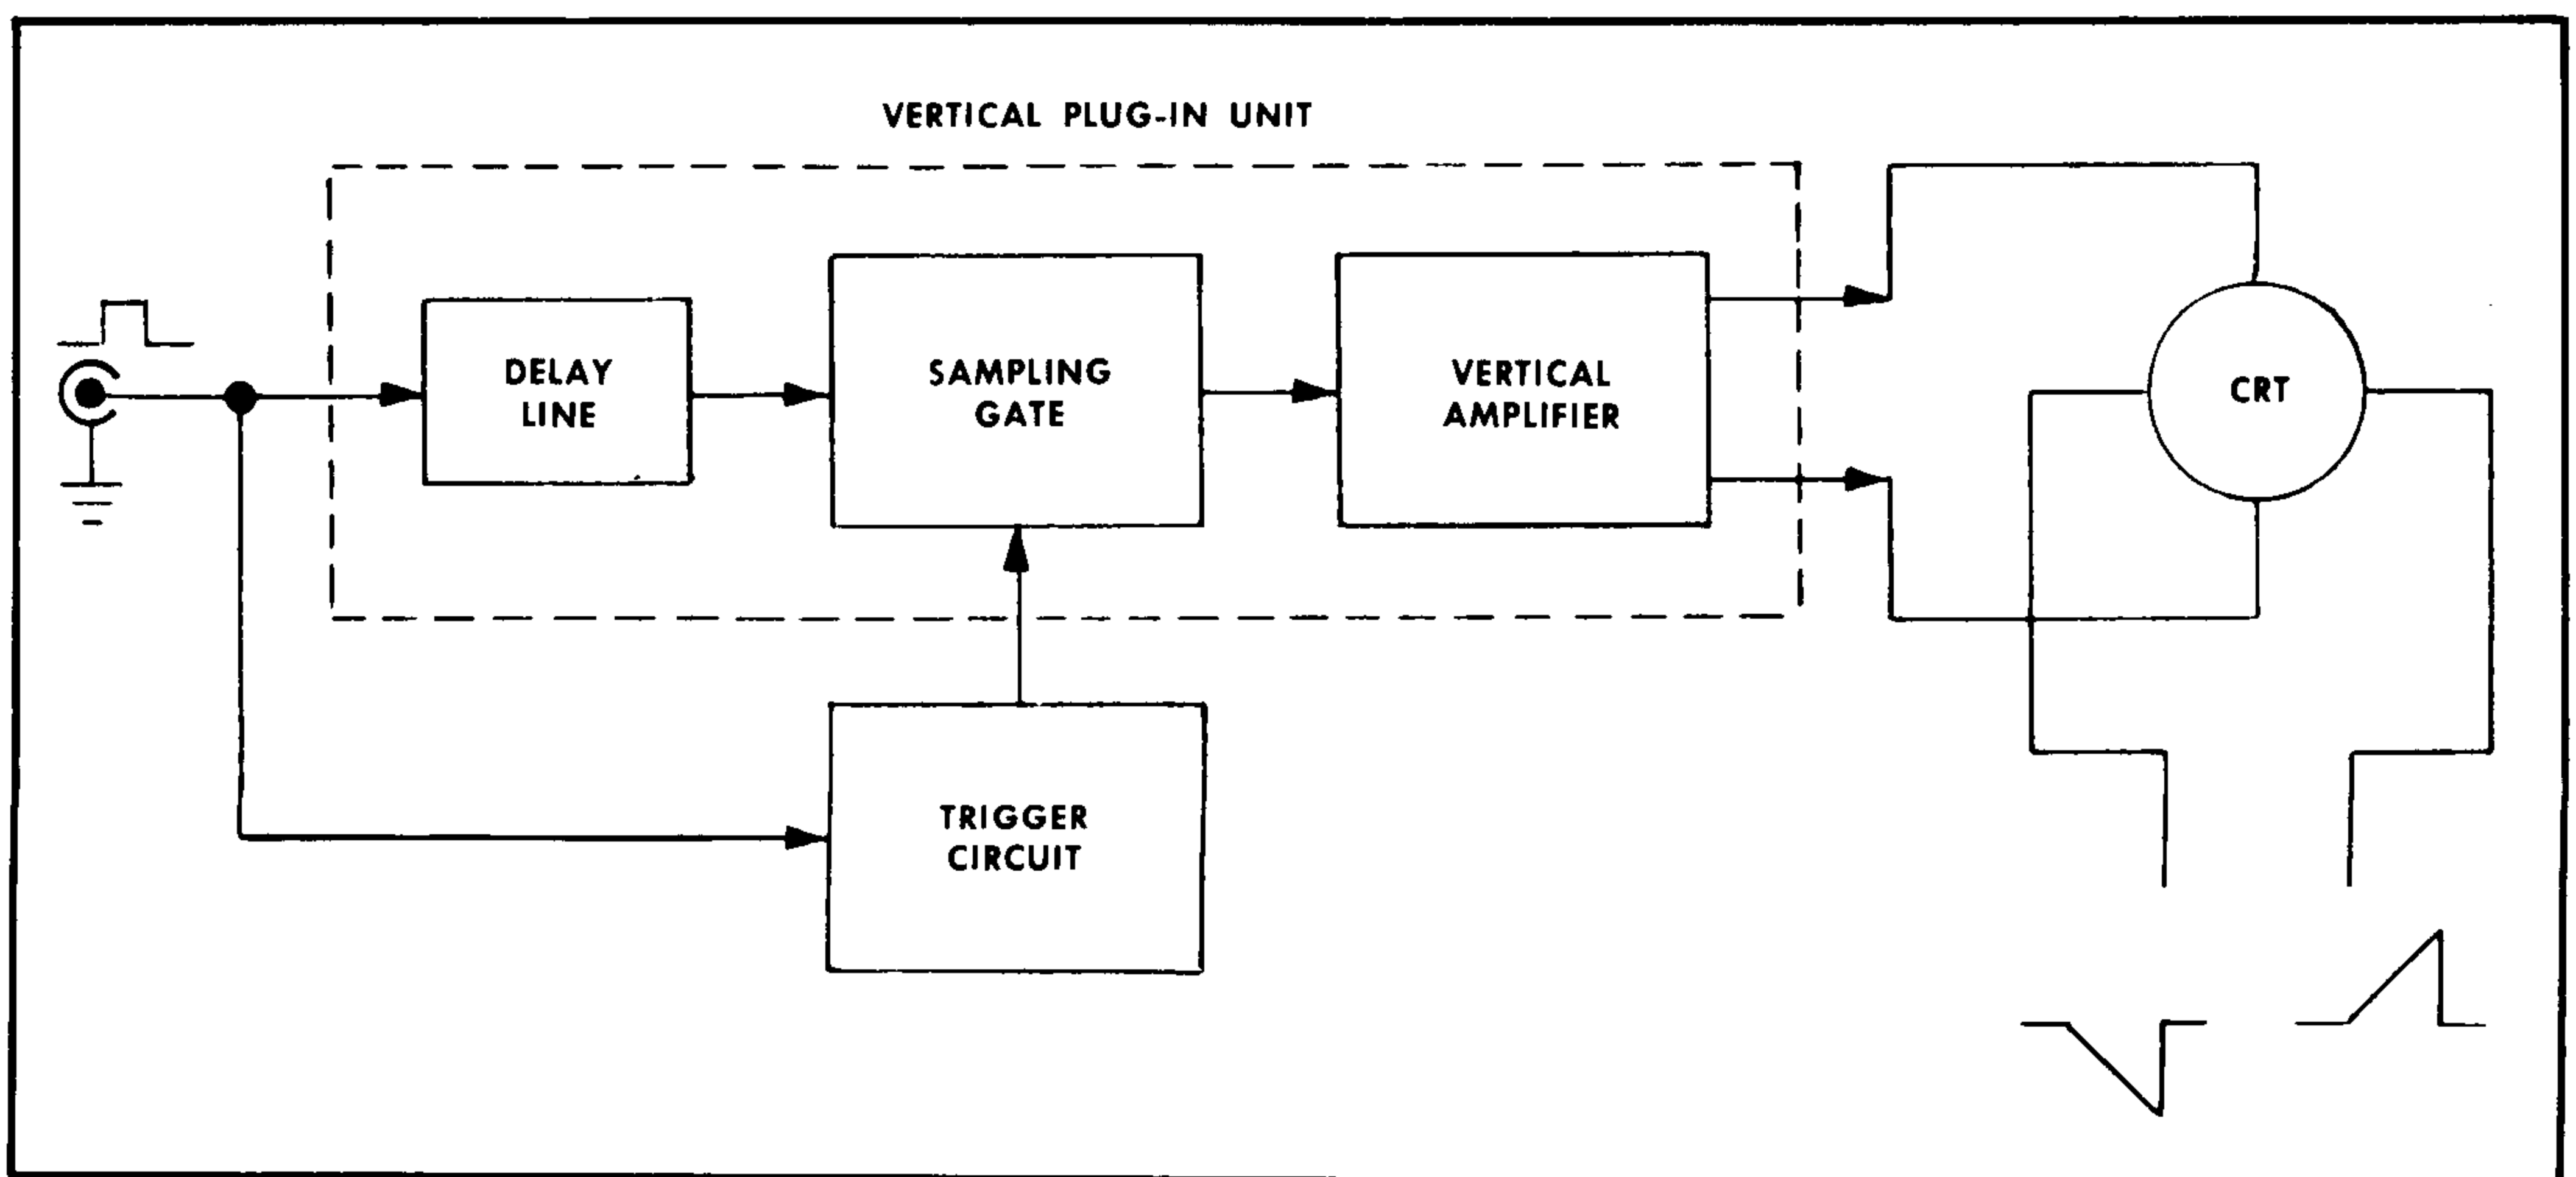 VERTICAL PLUG-IN UNIT
DELAY
LINE
SAMPLING
GATE
VERTICAL
AMPLIFIER
CRT
TRIGGER
CIRCUIT